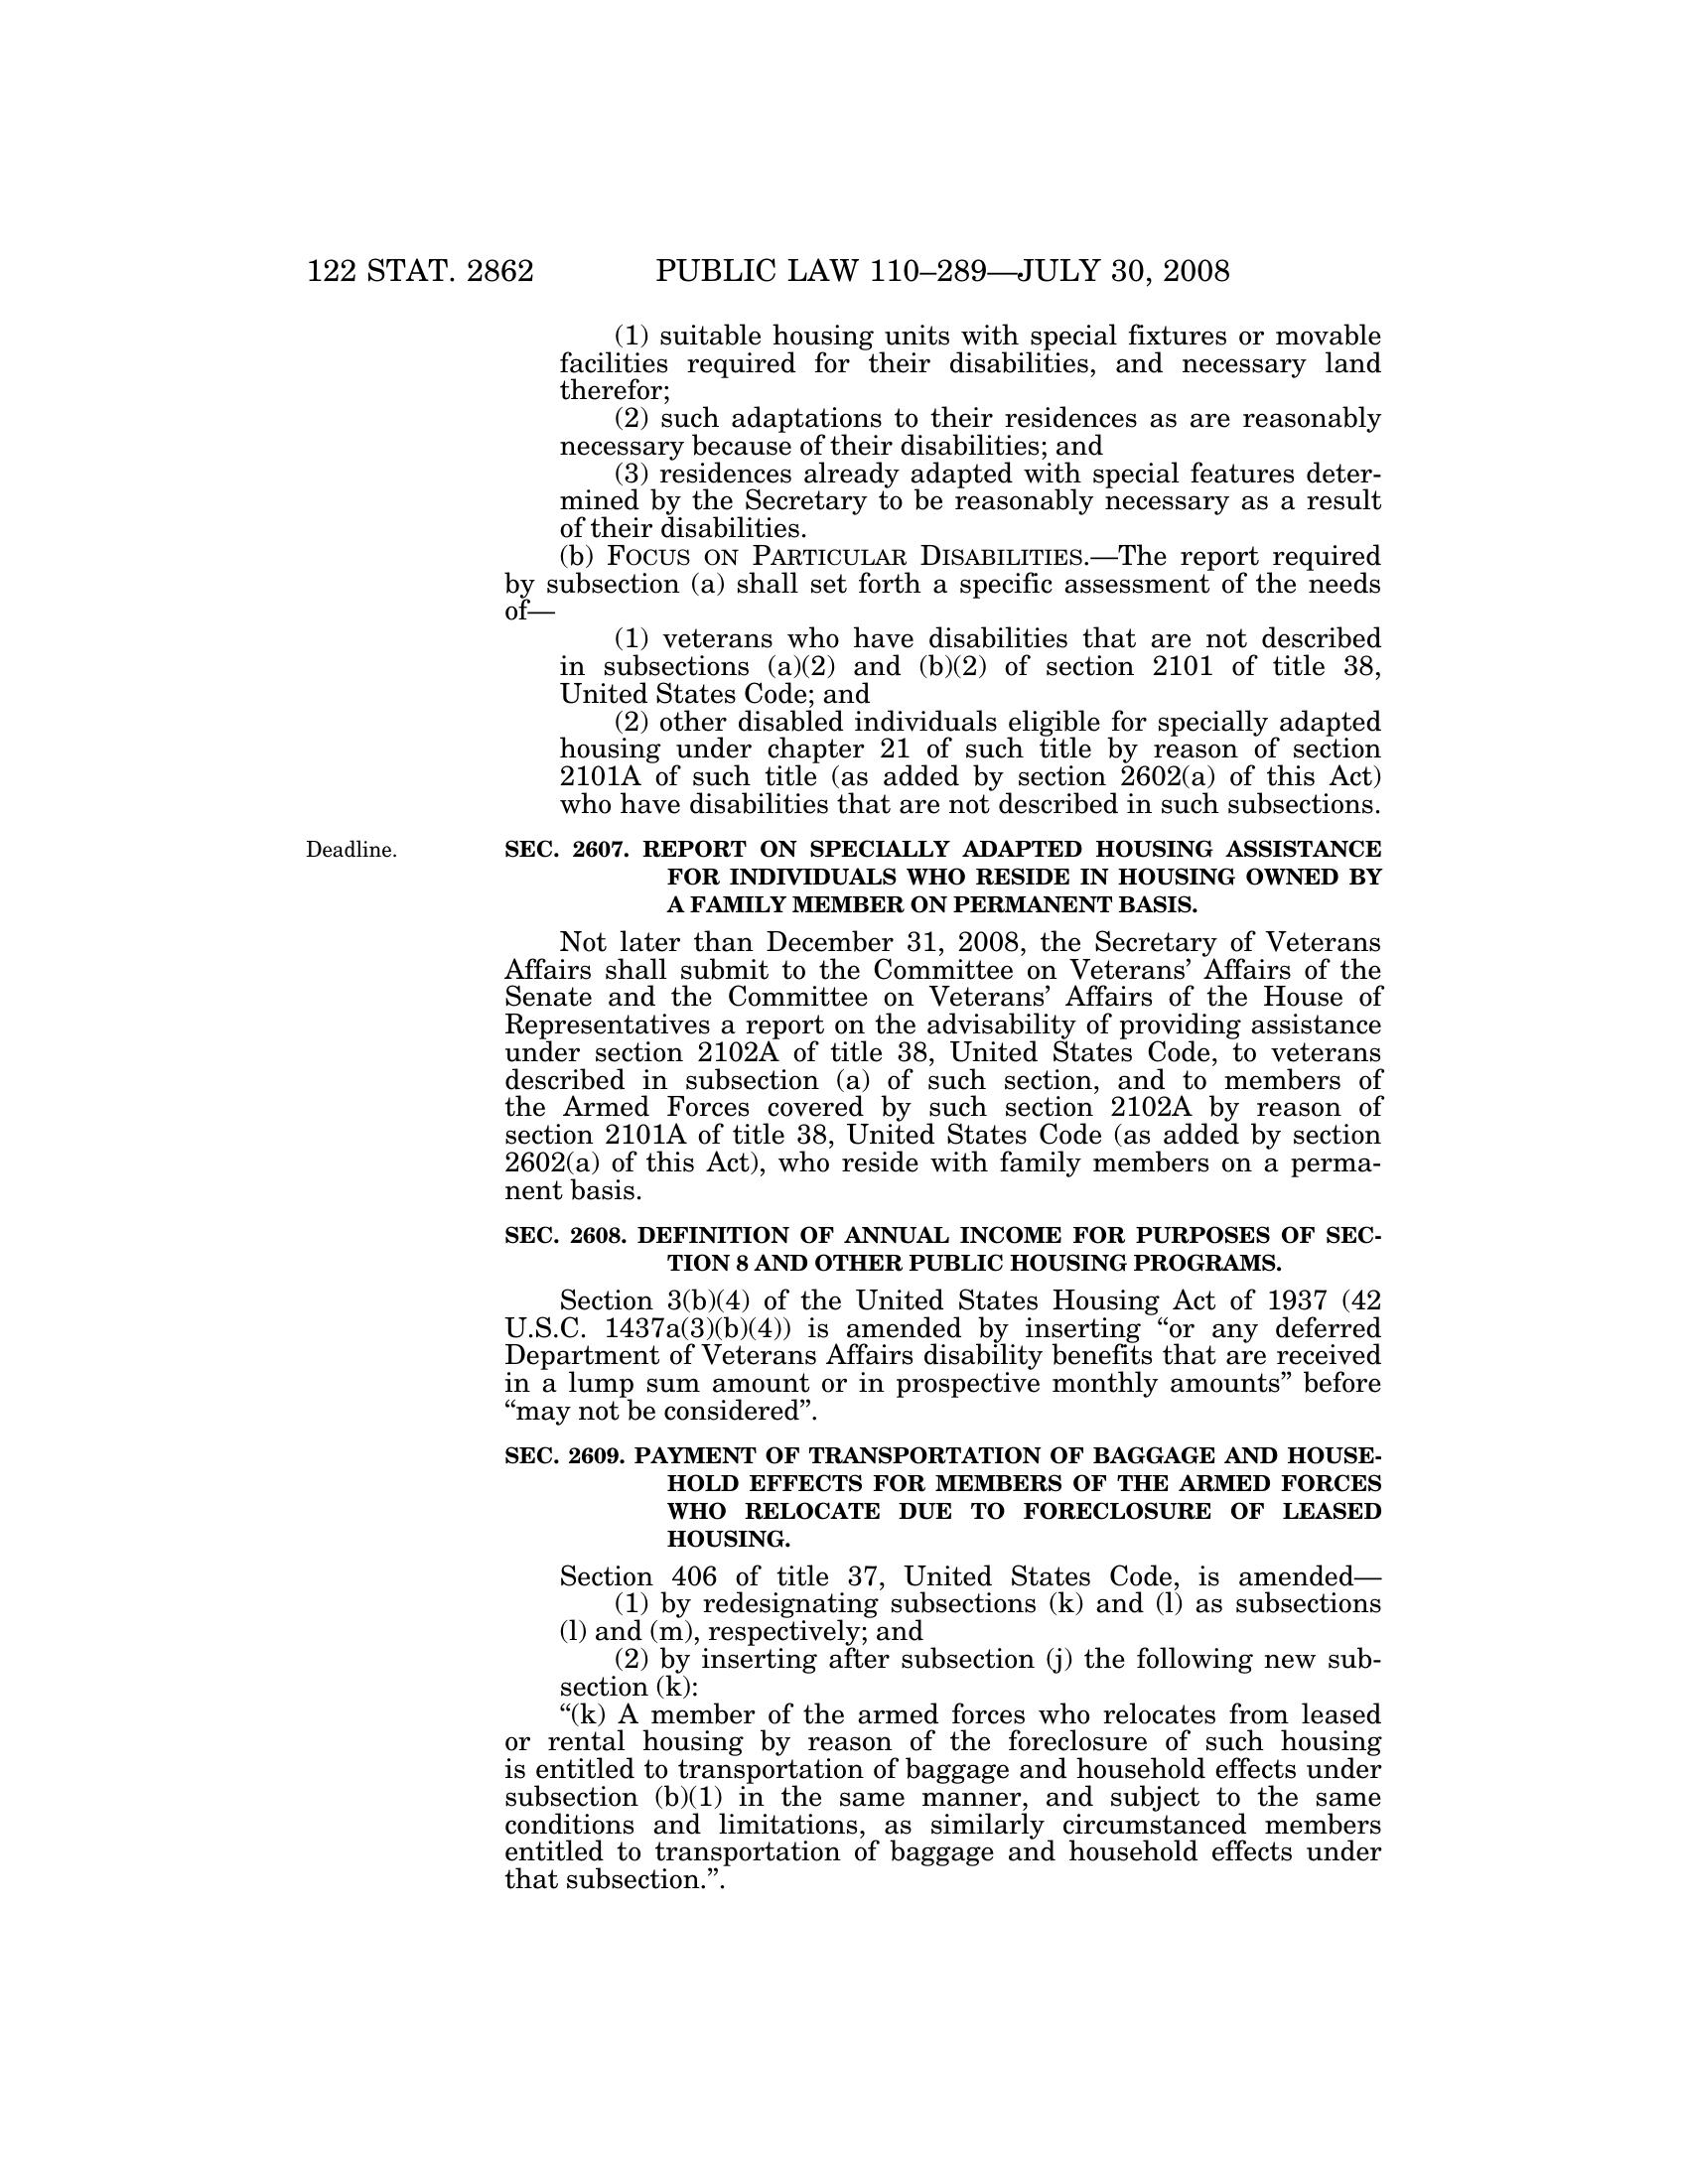 122 STAT. 2862 PUBLIC LAW 110–289—JULY 30, 2008
(1) suitable housing units with special fixtures or movable
facilities required for their disabilities, and necessary land
therefor;
(2) such adaptations to their residences as are reasonably
necessary because of their disabilities; and
(3) residences already adapted with special features deter-
mined by the Secretary to be reasonably necessary as a result
of their disabilities.
(b) FOCUS ON PARTICULAR DISABILITIES.—The report required
by subsection (a) shall set forth a specific assessment of the needs
of—
(1) veterans who have disabilities that are not described
in subsections (a)(2) and (b)(2) of section 2101 of title 38,
United States Code; and
(2) other disabled individuals eligible for specially adapted
housing under chapter 21 of such title by reason of section
2101A of such title (as added by section 2602(a) of this Act)
who have disabilities that are not described in such subsections.
Deadline.
SEC. 2607. REPORT ON SPECIALLY ADAPTED HOUSING ASSISTANCE
FOR INDIVIDUALS WHO RESIDE IN HOUSING OWNED BY
A FAMILY MEMBER ON PERMANENT BASIS.
Not later than December 31, 2008, the Secretary of Veterans
Affairs shall submit to the Committee on Veterans’ Affairs of the
Senate and the Committee on Veterans’ Affairs of the House of
Representatives a report on the advisability of providing assistance
under section 2102A of title 38, United States Code, to veterans
described in subsection (a) of such section, and to members of
the Armed Forces covered by such section 2102A by reason of
section 2101A of title 38, United States Code (as added by section
2602(a) of this Act), who reside with family members on a perma-
nent basis.
SEC. 2608. DEFINITION OF ANNUAL INCOME FOR PURPOSES OF SEC-
TION 8 AND OTHER PUBLIC HOUSING PROGRAMS.
Section 3(b)(4) of the United States Housing Act of 1937 (42
U.S.C. 1437a(3)(b)(4)) is amended by inserting “or any deferred
Department of Veterans Affairs disability benefits that are received
in a lump sum amount or in prospective monthly amounts” before
“may not be considered”.
SEC. 2609. PAYMENT OF TRANSPORTATION OF BAGGAGE AND HOUSE-
HOLD EFFECTS FOR MEMBERS OF THE ARMED FORCES
WHO RELOCATE DUE TO FORECLOSURE OF LEASED
HOUSING.
Section 406 of title 37, United States Code, is amended—
(1) by redesignating subsections (k) and (l) as subsections
(l) and (m), respectively; and
(2) by inserting after subsection (j) the following new sub-
section (k):
“(k) A member of the armed forces who relocates from leased
or rental housing by reason of the foreclosure of such housing
is entitled to transportation of baggage and household effects under
subsection (b)(1) in the same manner, and subject to the same
conditions and limitations, as similarly circumstanced members
entitled to transportation of baggage and household effects under
that subsection.”.